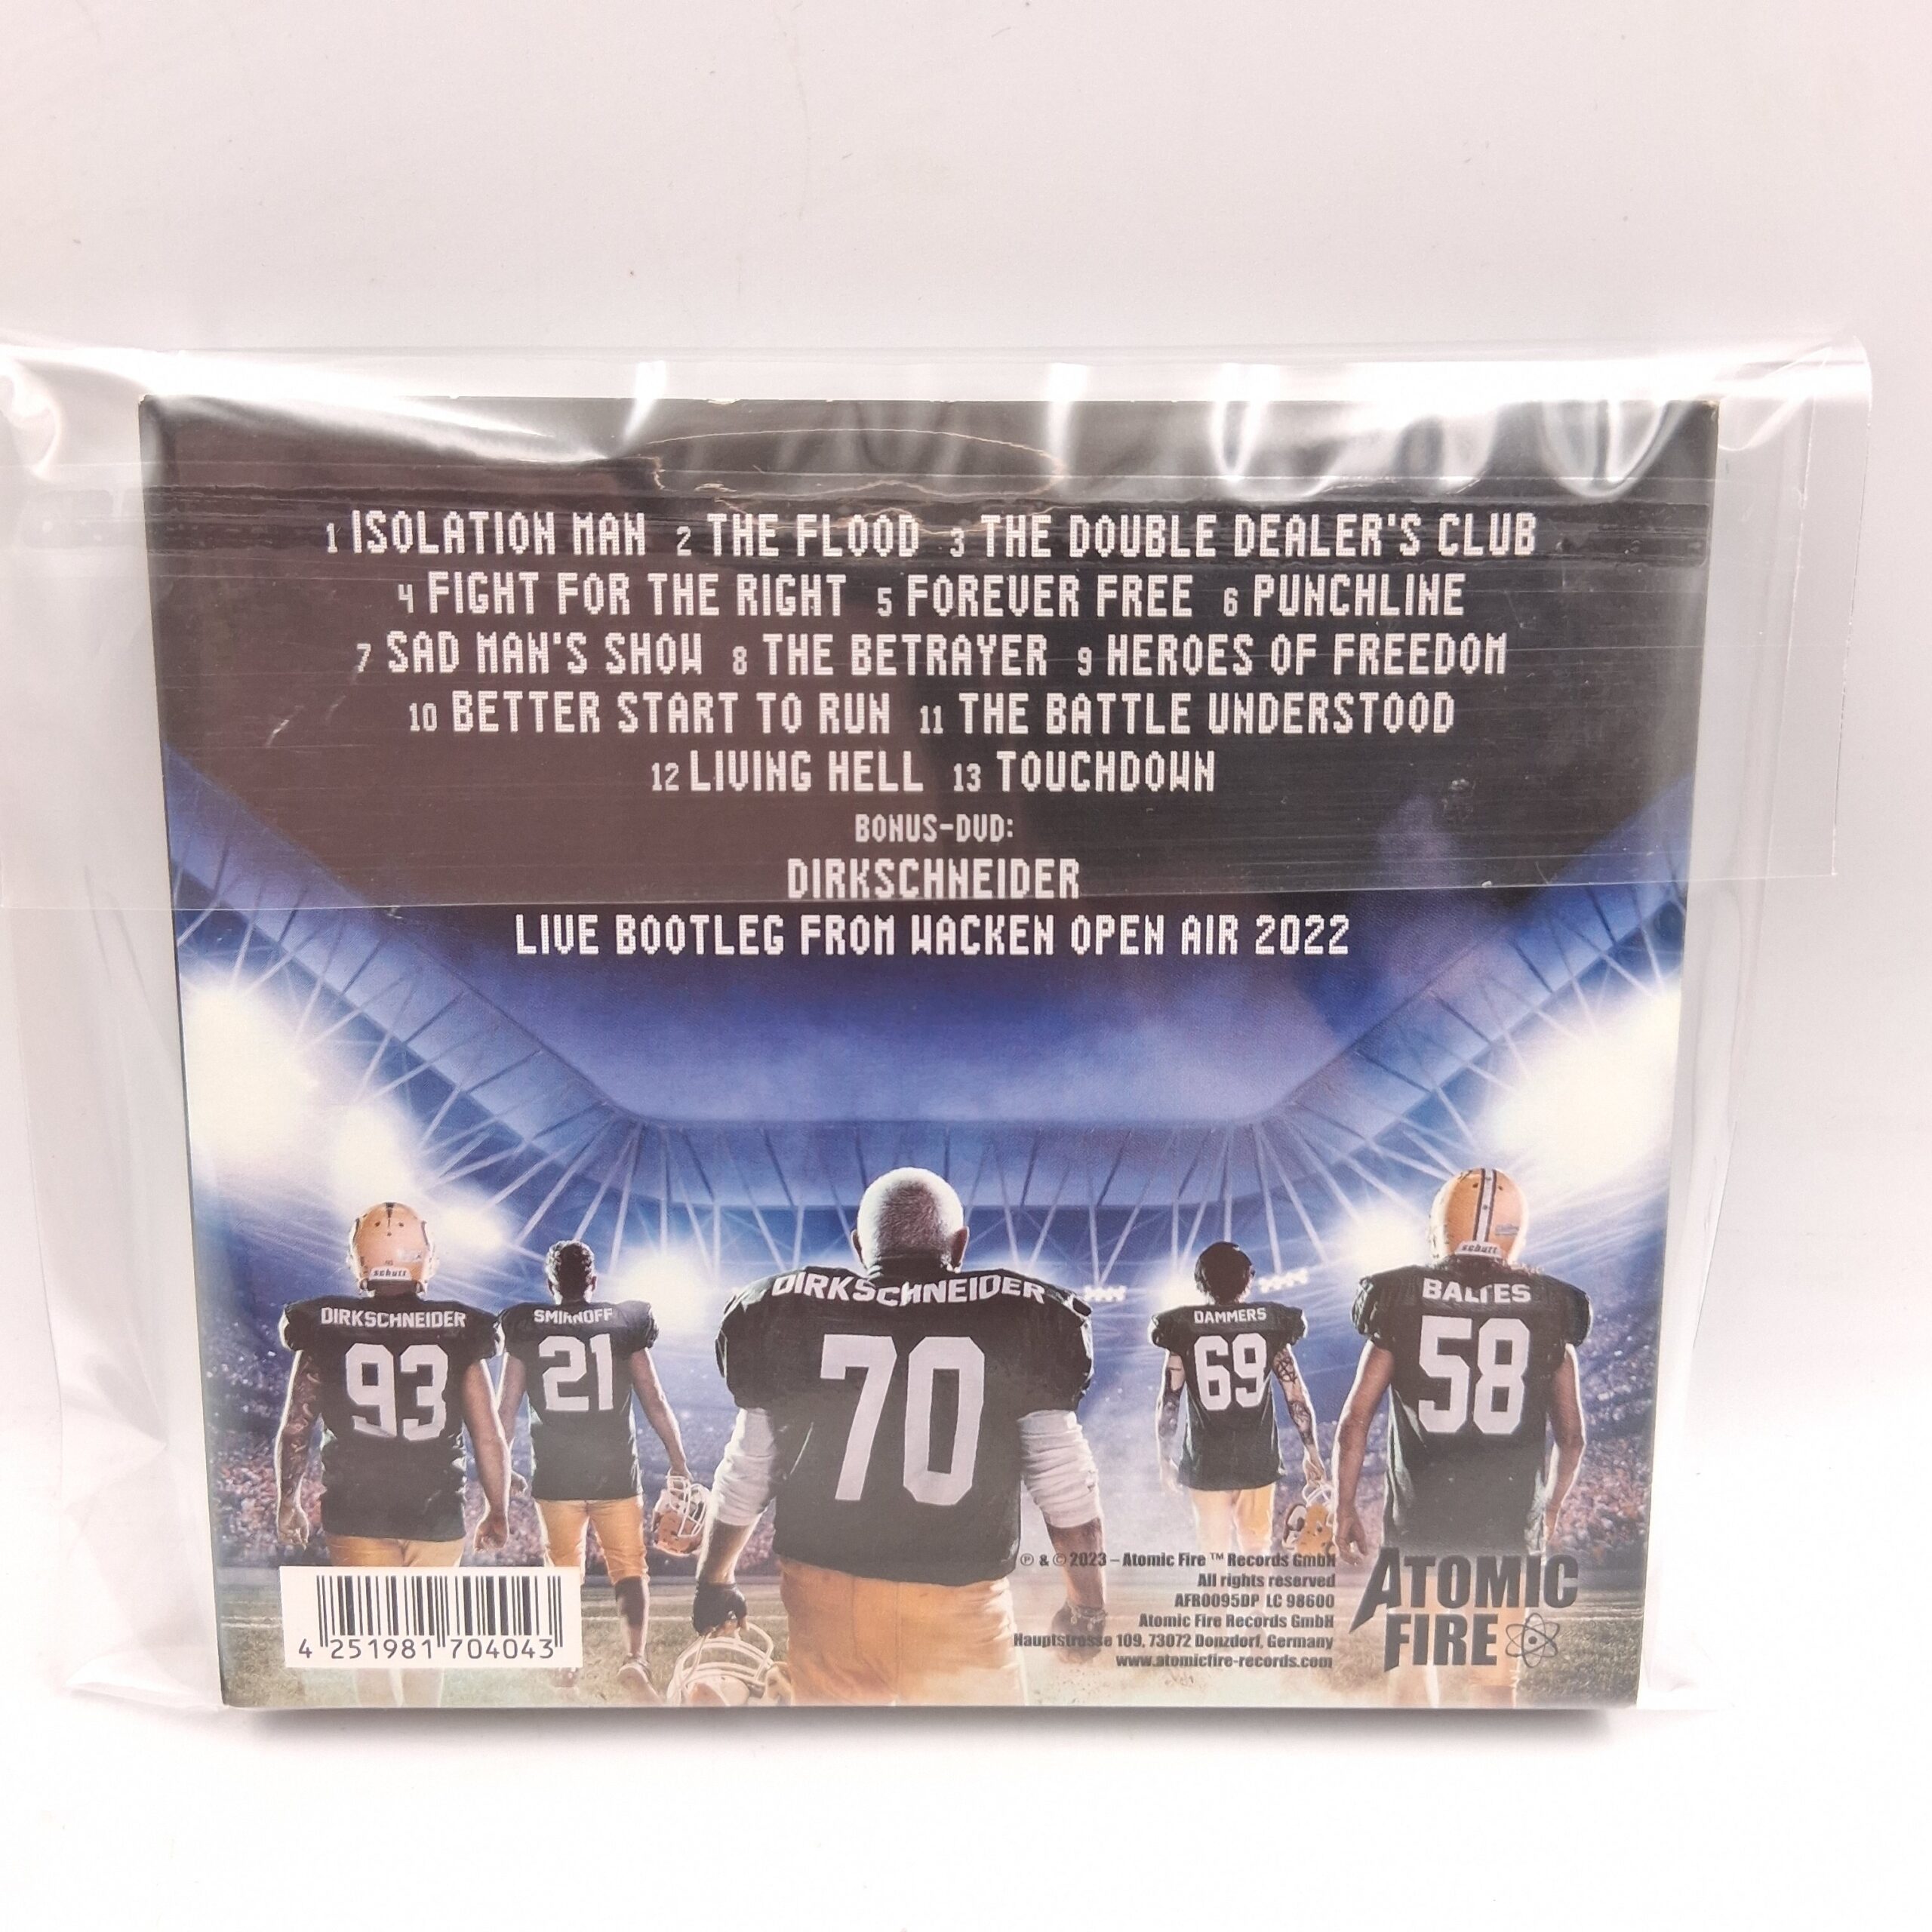 1 ISOLATION MAN 2 THE FLOOD 3 THE DOUBLE DEALER'S CLUB
4 FIGHT FOR THE RIGHT 5 FOREVER FREE 6 PUNCHLINE
7 SAD MAN'S SHOW 8 THE BETRAYER 9 HEROES OF FREEDOM
10 BETTER START TO RUN 11 THE BATTLE UNDERSTOOD
12 LIVING HELL 13 TOUCHDOWN
BONUS-DVD:
DIRKSCHNEIDER
LIVE BOOTLEG FROM WACKEN OPEN AIR 2022
schutt
schutt
DIRKSCHNEIDER
93
SMIRNOFF
21
DIRKSCHNEIDER
70
DAMMERS
69
BALTES
58
℗ & © 2023 – Atomic Fire ™ Records GmbH
All rights reserved
AFR0095DP LC 98600
Atomic Fire Records GmbH
Hauptstrasse 109, 73072 Donzdorf, Germany
www.atomicfire-records.com
ATOMIC
FIRE
4 251981 704043